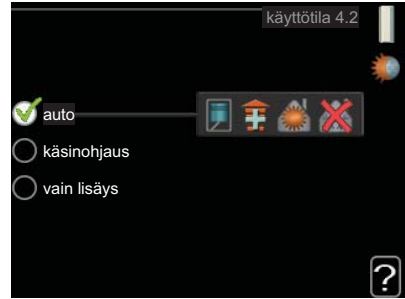 käyttötila 4.2
auto
käsinohjaus
vain lisäys
?